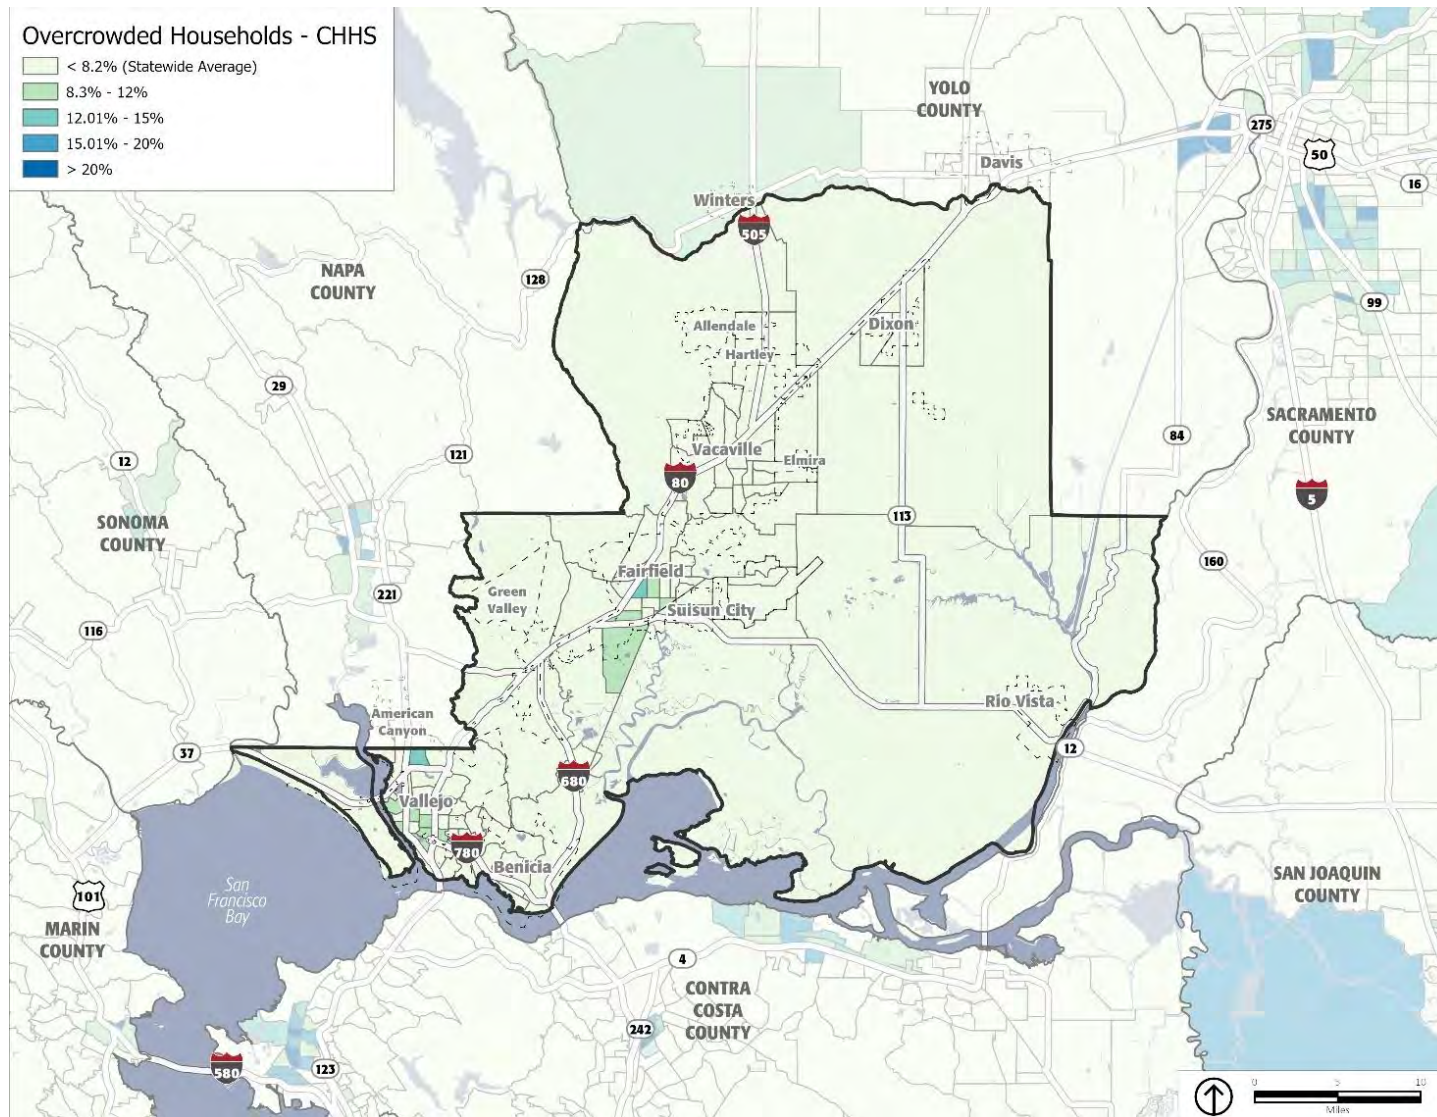 Overcrowded Households - CHHS
< 8.2% (Statewide Average)
8.3% - 12%
12.01% - 15%
15.01% - 20%
> 20%
YOLO
COUNTY
275
50
Davis
16
Winters
505
NAPA
COUNTY
128
99
Allendale
Dixon
Hartley
29
SACRAMENTO
COUNTY
84
12
121
Vacaville
Elmira
80
5
SONOMA
COUNTY
113
160
Fairfield
Green
Valley
221
Suisun City
116
Rio Vista
American
Canyon
37
12
680
Vallejo
780
Benicia
San
Francisco
Bay
101
MARIN
COUNTY
SAN JOAQUIN
COUNTY
4
CONTRA
COSTA
COUNTY
242
580
123
0 5 10
Miles